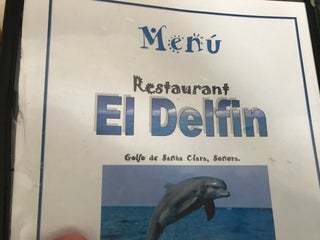 Menú
Restaurant
El Delfin
Golfo de Santa Clara, Sonora.